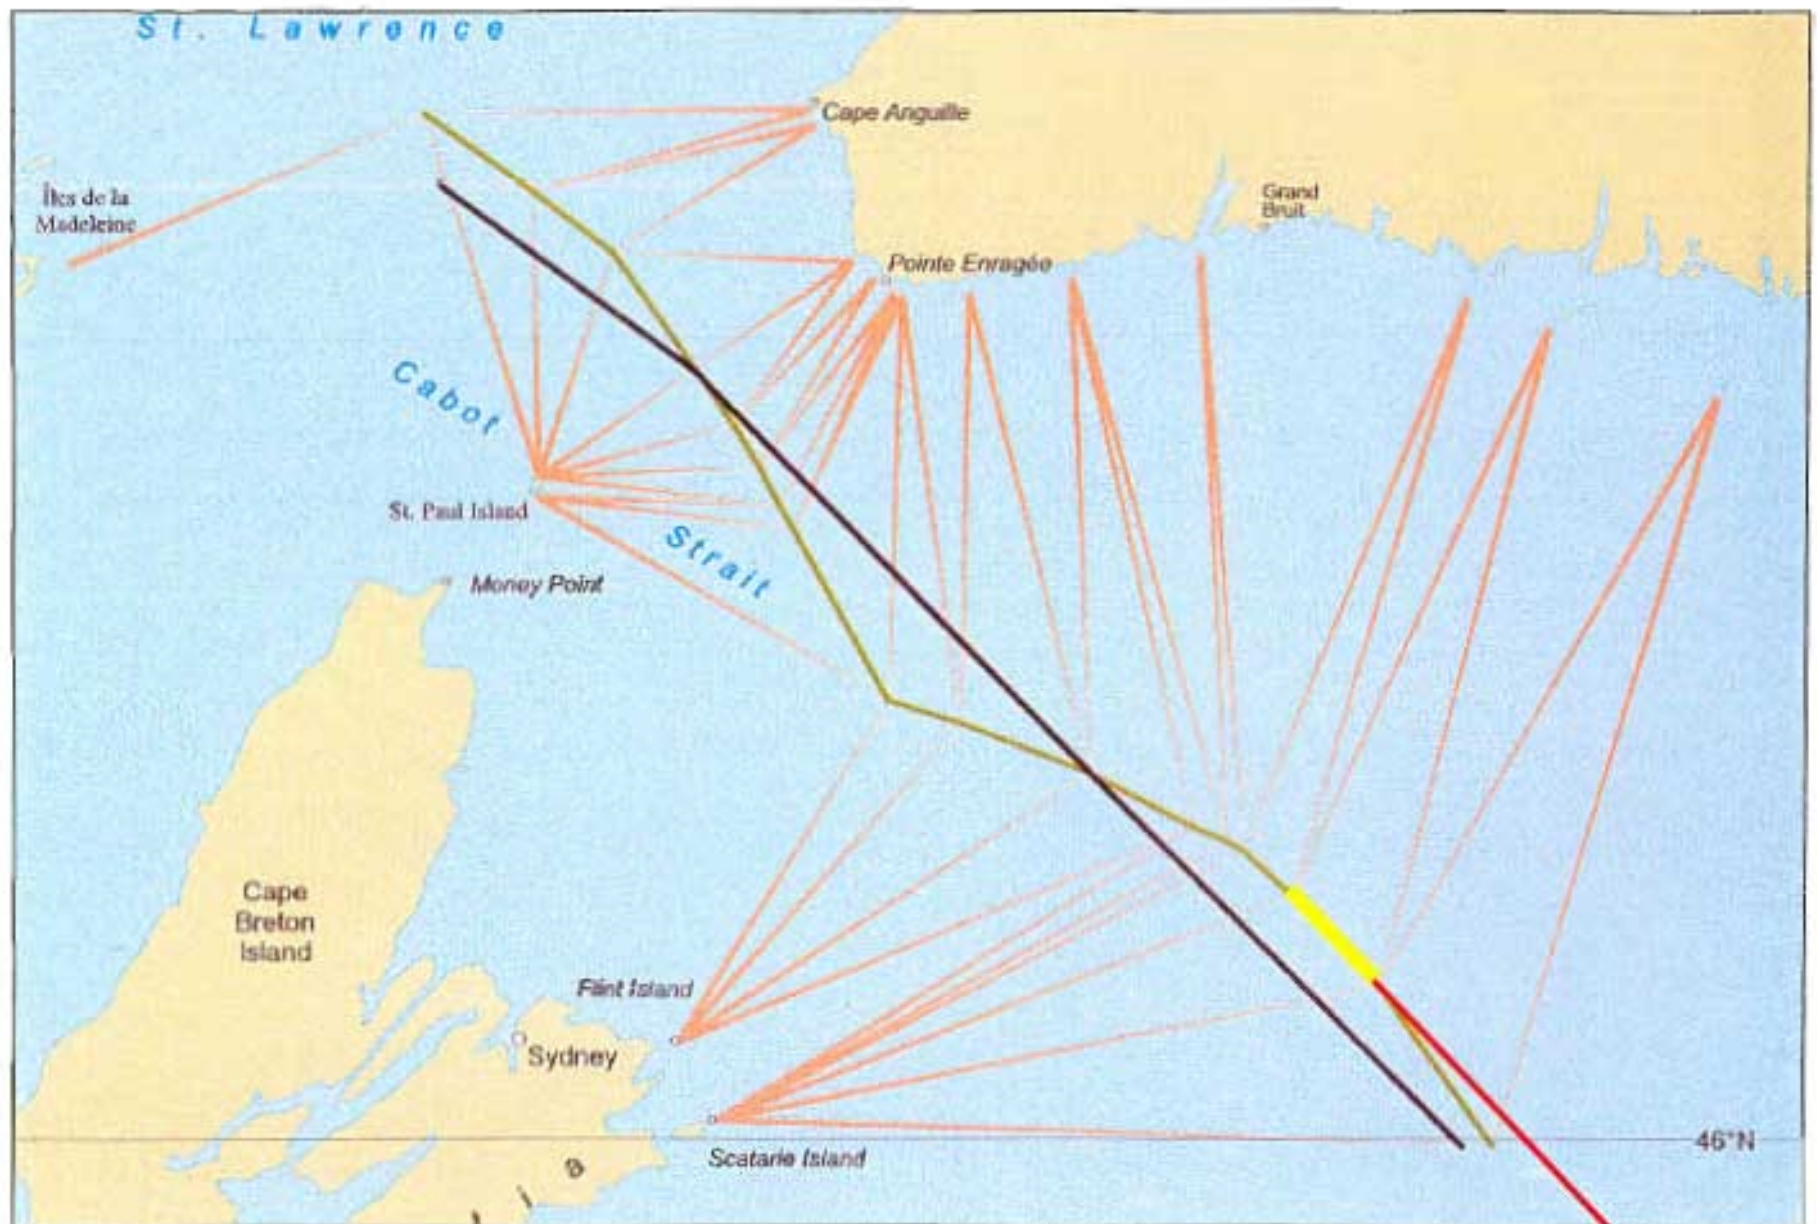 St. Lawrence
Cape Anguille
Îles de la
Madeleine
Grand
Bruit
Pointe Enragée
Cabot
St. Paul Island
Strait
Money Point
Cape
Breton
Island
Flint Island
Sydney
46°N
Scatarie Island
i a